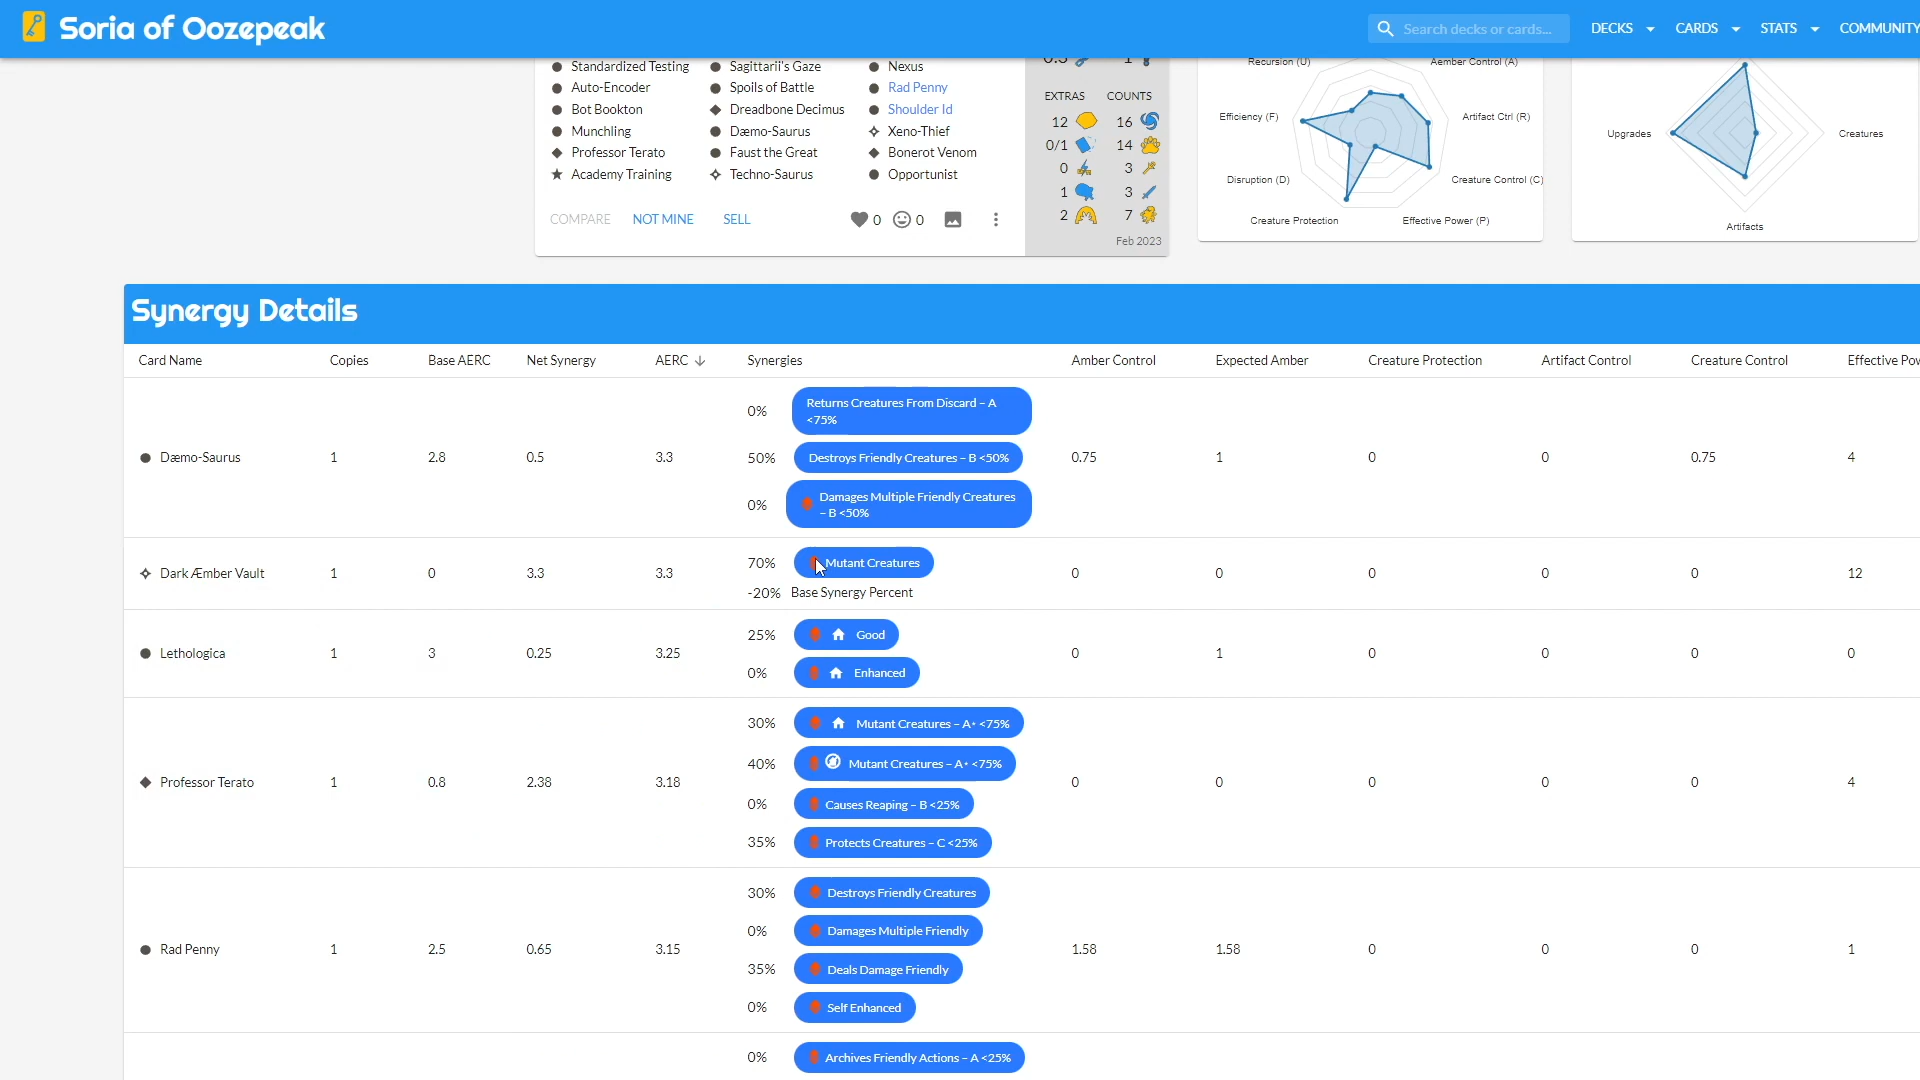 Soria of Oozepeak
Search decks or cards...
DECKS
CARDS
STATS
COMMUNITY
Standardized Testing
Auto-Encoder
Bot Bookton
Munchling
Professor Terato
Academy Training
Sagittarii's Gaze
Spoils of Battle
Dreadbone Decimus
Dæmo-Saurus
Faust the Great
Techno-Saurus
Nexus
Rad Penny
Shoulder Id
Xeno-Thief
Bonerot Venom
Opportunist
COMPARE
NOT MINE
SELL
0
0
EXTRAS
12
0/1
0
1
2
1
COUNTS
16
14
3
3
7
Feb 2023
Recursion (U)
Aember Control (A)
Efficiency (F)
Artifact Ctrl (R)
Disruption (D)
Creature Control (C)
Creature Protection
Effective Power (P)
Upgrades
Creatures
Artifacts
Synergy Details
Card Name Copies Base AERC Net Synergy AERC Synergies Amber Control Expected Amber Creature Protection Artifact Control Creature Control Effective Pow
Dæmo-Saurus 1 2.8 0.5 3.3
0% Returns Creatures From Discard – A
<75%
50% Destroys Friendly Creatures – B <50%
0% Damages Multiple Friendly Creatures
– B <50%
0.75 1 0 0 0.75 4
Dark Æmber Vault 1 0 3.3 3.3
70% Mutant Creatures
-20% Base Synergy Percent
0 0 0 0 0 12
Lethologica 1 3 0.25 3.25
25% Good
0% Enhanced
0 1 0 0 0 0
Professor Terato 1 0.8 2.38 3.18
30% Mutant Creatures – A+ <75%
40% Mutant Creatures – A+ <75%
0% Causes Reaping – B <25%
35% Protects Creatures – C <25%
0 0 0 0 0 4
Rad Penny 1 2.5 0.65 3.15
30% Destroys Friendly Creatures
0% Damages Multiple Friendly
35% Deals Damage Friendly
0% Self Enhanced
1.58 1.58 0 0 0 1
0% Archives Friendly Actions – A <25%